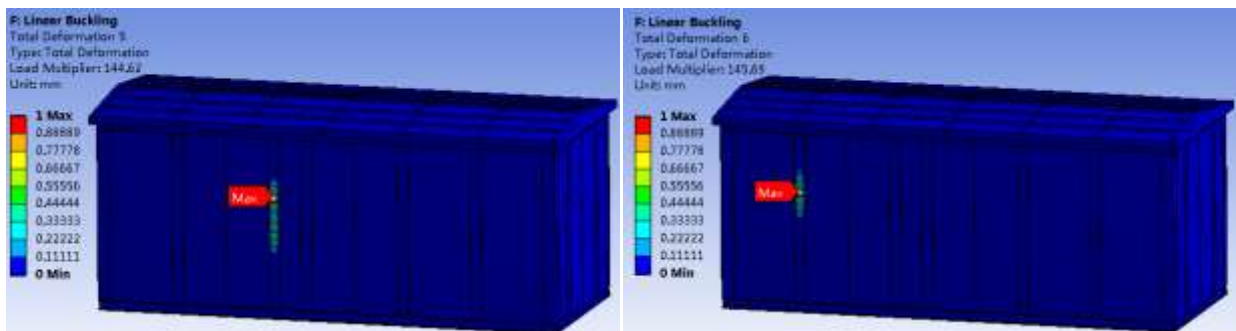 F: Linear Buckling
Total Deformation 5
Type: Total Deformation
Load Multiplier: 144.62
Unit: mm
1 Max
0.88889
0.77778
0.66667
0.55556
0.44444
0.33333
0.22222
0.11111
0 Min
Max
F: Linear Buckling
Total Deformation 6
Type: Total Deformation
Load Multiplier: 145.65
Unit: mm
1 Max
0.88889
0.77778
0.66667
0.55556
0.44444
0.33333
0.22222
0.11111
0 Min
Max